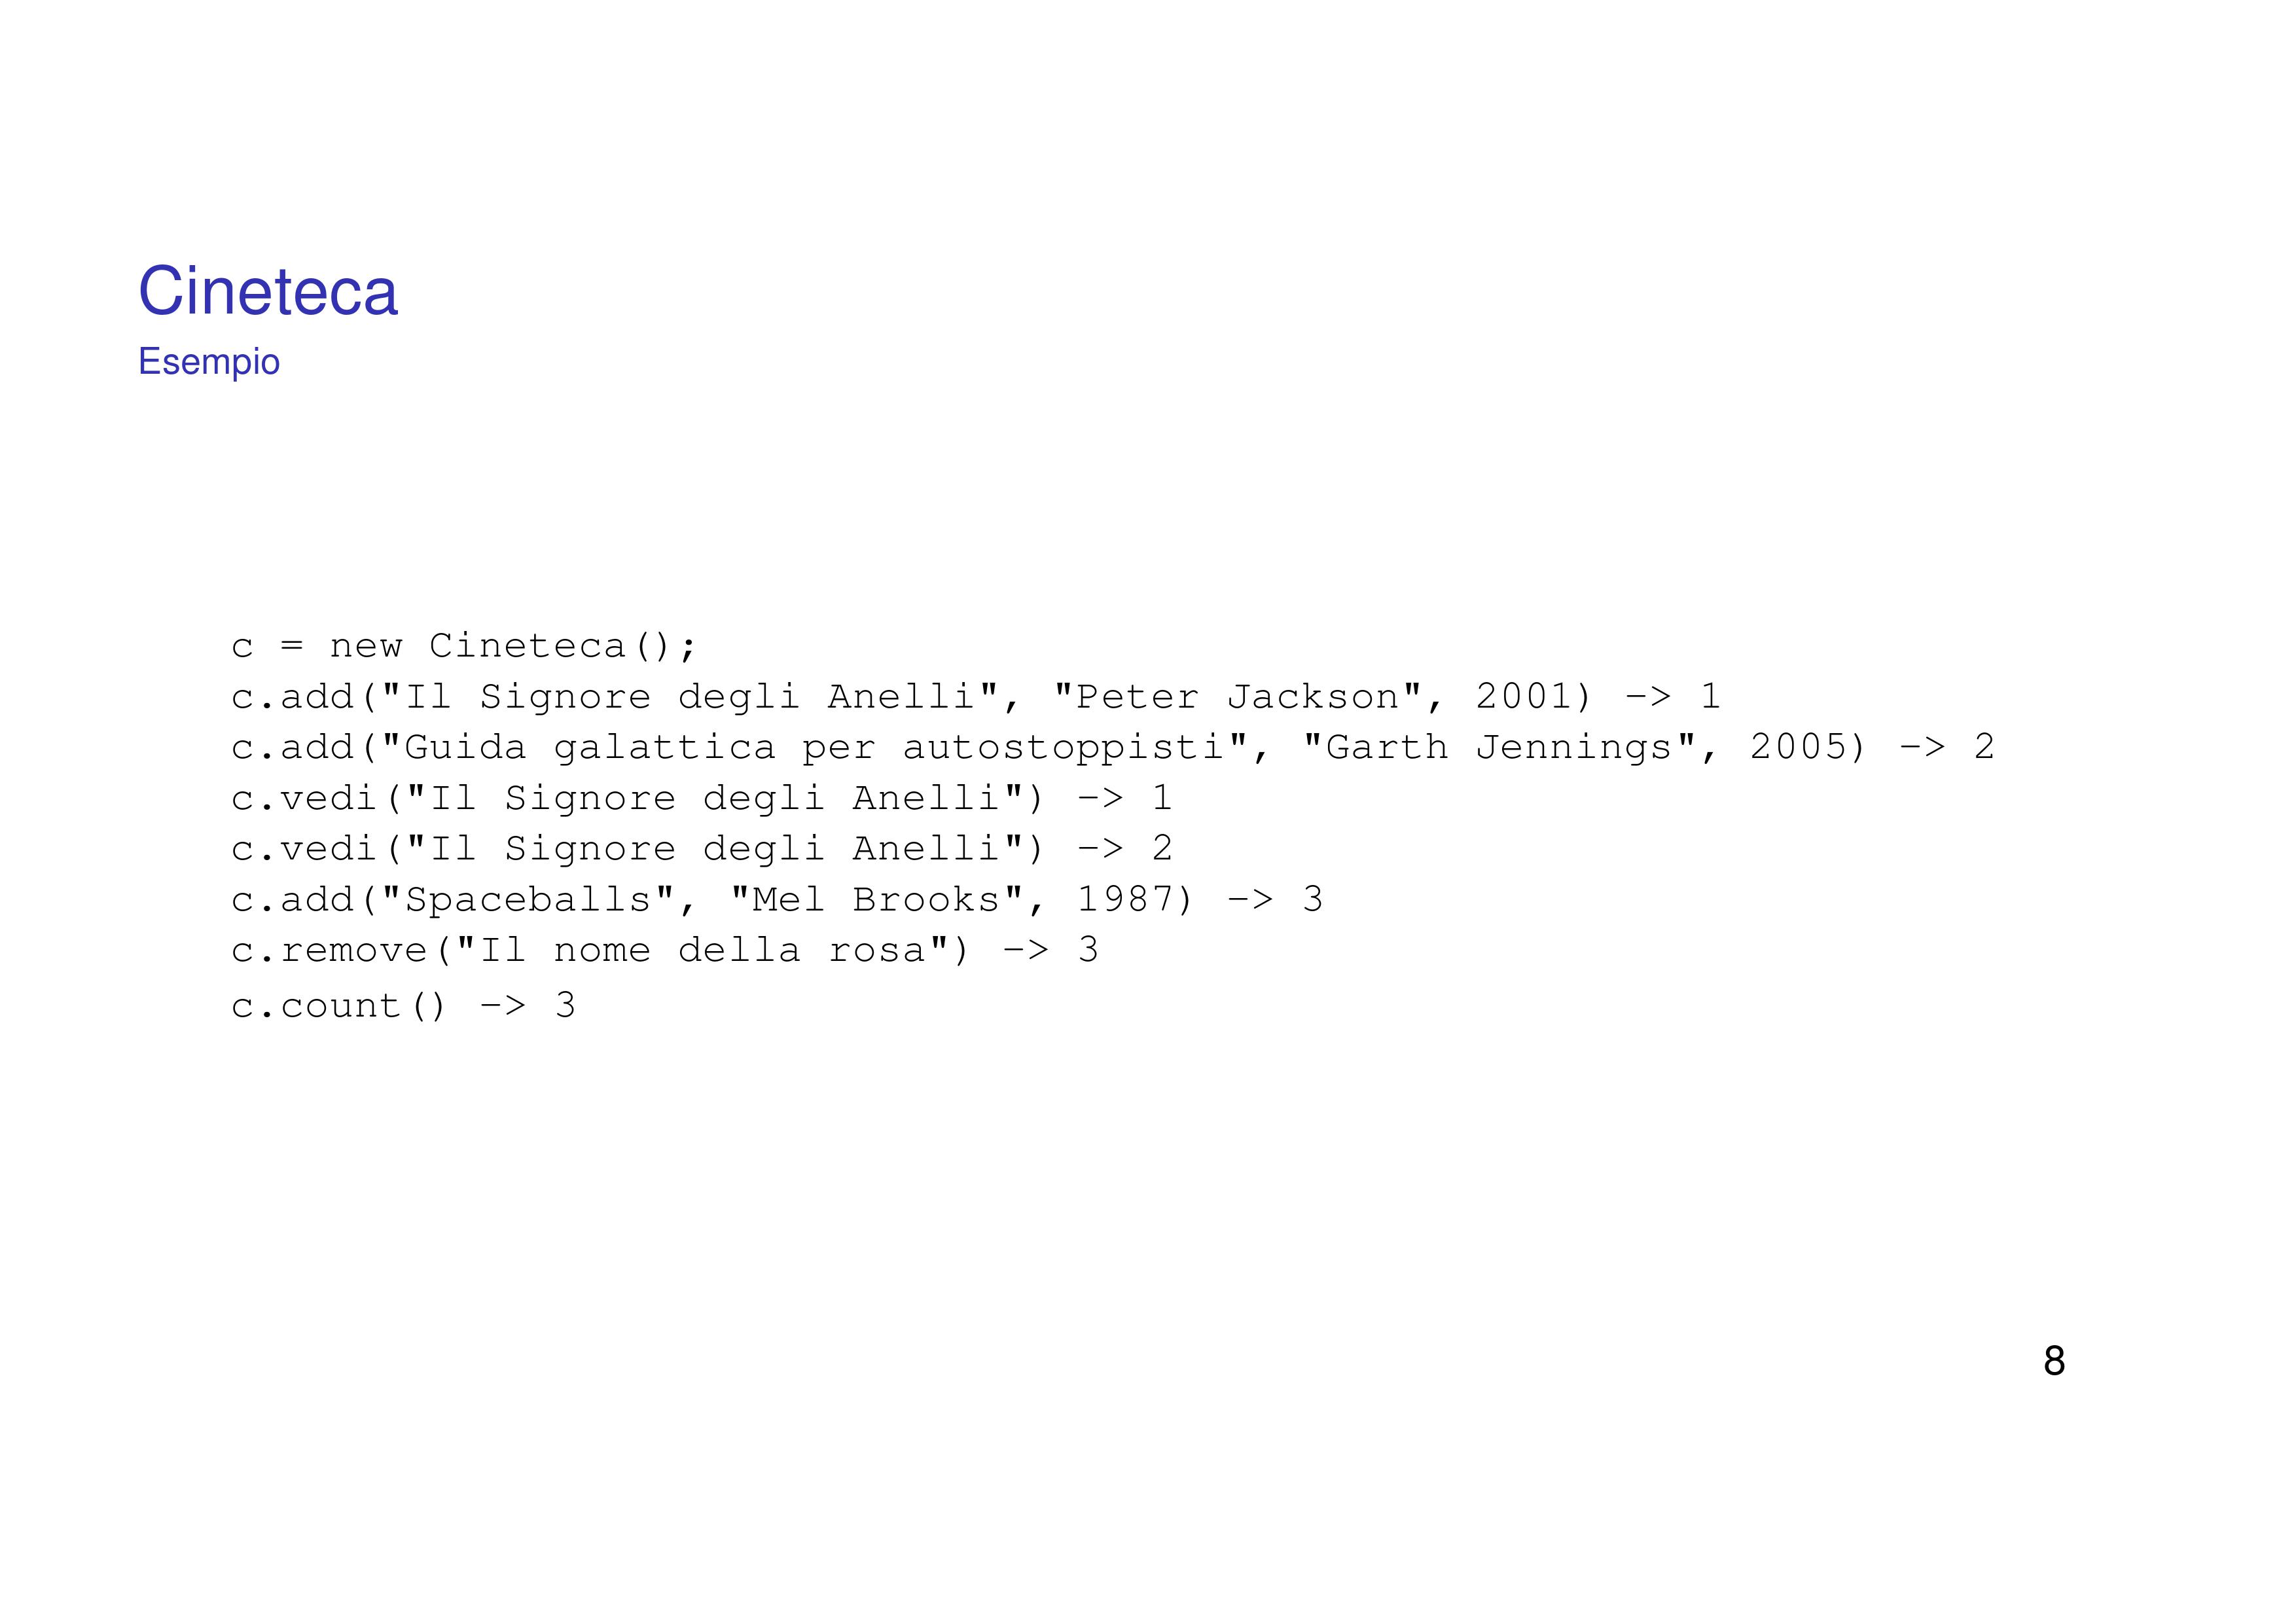 Cineteca
Esempio
c = new Cineteca();
c.add("Il Signore degli Anelli", "Peter Jackson", 2001) -> 1
c.add("Guida galattica per autostoppisti", "Garth Jennings", 2005) -> 2
c.vedi("Il Signore degli Anelli") -> 1
c.vedi("Il Signore degli Anelli") -> 2
c.add("Spaceballs", "Mel Brooks", 1987) -> 3
c.remove("Il nome della rosa") -> 3
c.count() -> 3
8